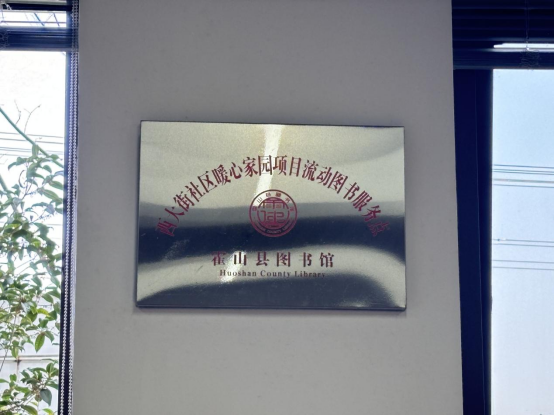 西大街社区暖心家园项目流动图书服务点
霍山县图书馆
Huoshan County Library